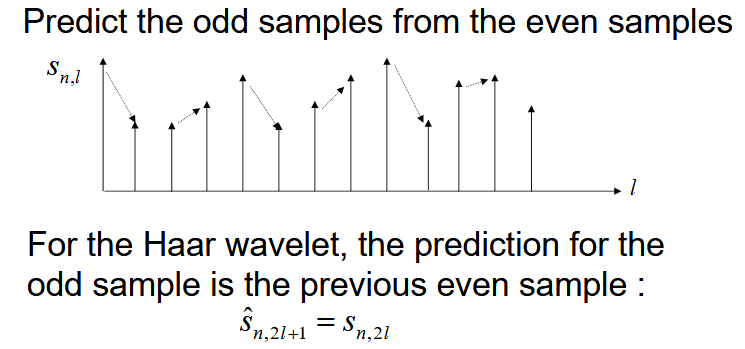 Predict the odd samples from the even samples
s_{n,l}
l
For the Haar wavelet, the prediction for the
odd sample is the previous even sample :
ŝ_{n,2l+1} = s_{n,2l}